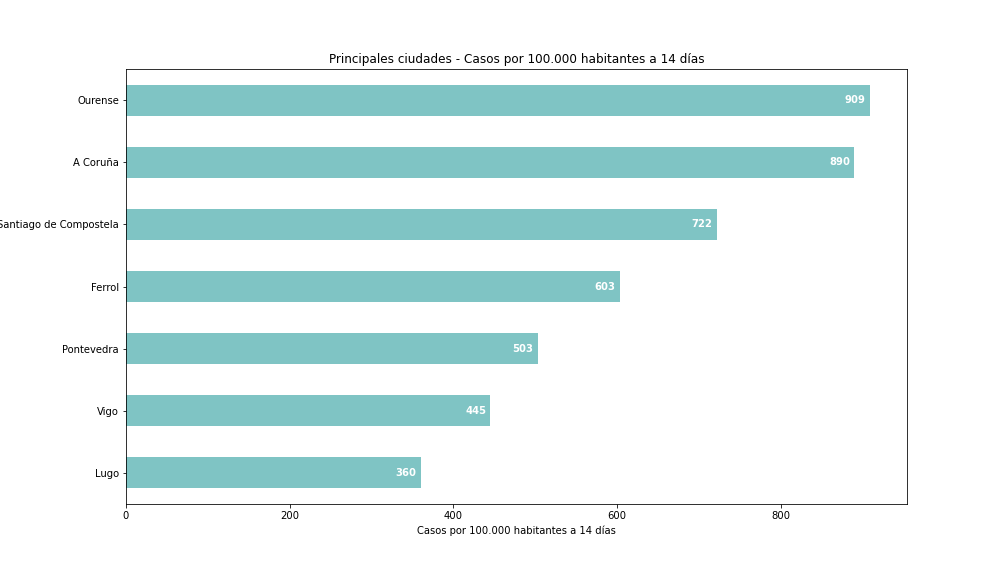 Principales ciudades - Casos por 100.000 habitantes a 14 días
Ourense 909
A Coruña 890
Santiago de Compostela 722
Ferrol 603
Pontevedra 503
Vigo 445
Lugo 360
0 200 400 600 800
Casos por 100.000 habitantes a 14 días